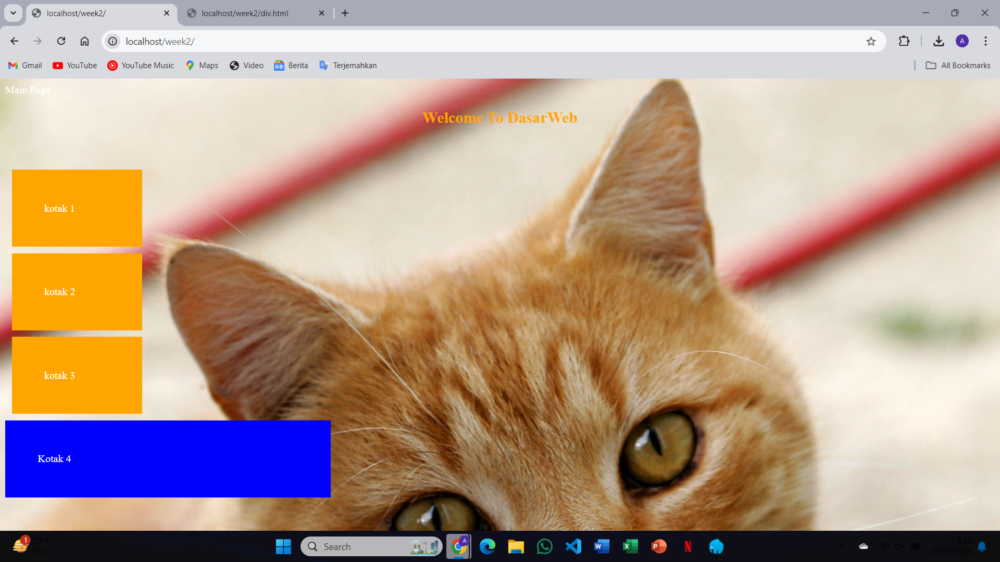 localhost/week2/
localhost/week2/div.html
localhost/week2/
A
Gmail
YouTube
YouTube Music
Maps
Video
Berita
Terjemahkan
All Bookmarks
Main Page
Welcome To DasarWeb
kotak 1
kotak 2
kotak 3
Kotak 4
1
75°F
Haze
Search
A
8:54
05/09/2024